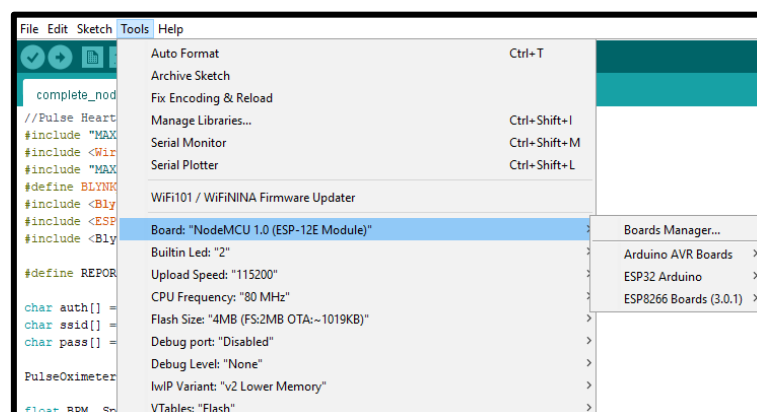 File Edit Sketch Tools Help
Auto Format Ctrl+T
Archive Sketch
complete_nod
Fix Encoding & Reload
//Pulse Heart
Manage Libraries... Ctrl+Shift+I
#include "MAX
Serial Monitor Ctrl+Shift+M
#include <Wir
Serial Plotter Ctrl+Shift+L
#include "MAX
#define BLYNK
WiFi101 / WiFiNINA Firmware Updater
#include <Bly
#include <ESP
Board: "NodeMCU 1.0 (ESP-12E Module)"
Boards Manager...
#include <Bly
Builtin Led: "2"
Arduino AVR Boards
#define REPOR
Upload Speed: "115200"
ESP32 Arduino
CPU Frequency: "80 MHz"
ESP8266 Boards (3.0.1)
char auth[] =
Flash Size: "4MB (FS:2MB OTA:~1019KB)"
char ssid[] =
char pass[] =
Debug port: "Disabled"
Debug Level: "None"
PulseOximeter
IwIP Variant: "v2 Lower Memory"
float BPM, Sp
VTables: "Flash"